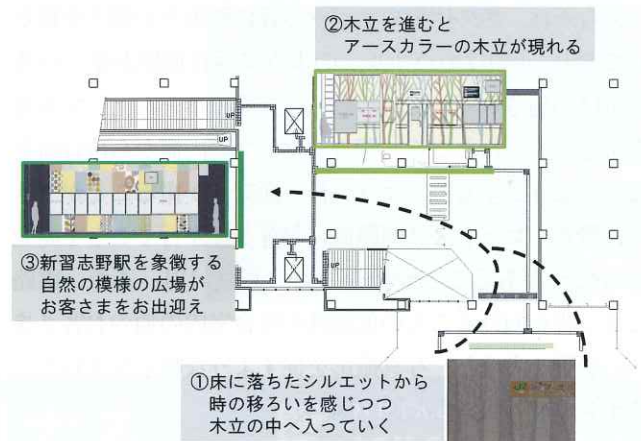 ②木立を進むと
アースカラーの木立が現れる
UP
UP
③新習志野駅を象徴する
自然の模様の広場が
お客さまをお出迎え
UP
①床に落ちたシルエットから
時の移ろいを感じつつ
木立の中へ入っていく